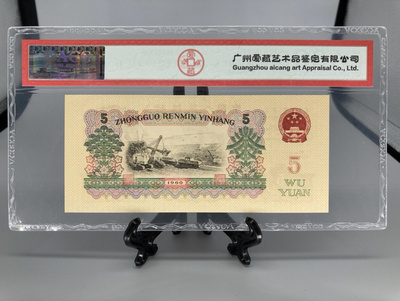 广州爱藏艺术品鉴定有限公司
Guangzhou aicang art Appraisal Co., Ltd.
5 ZHONGGUO RENMIN YINHANG 5
5
WU
YUAN
1960